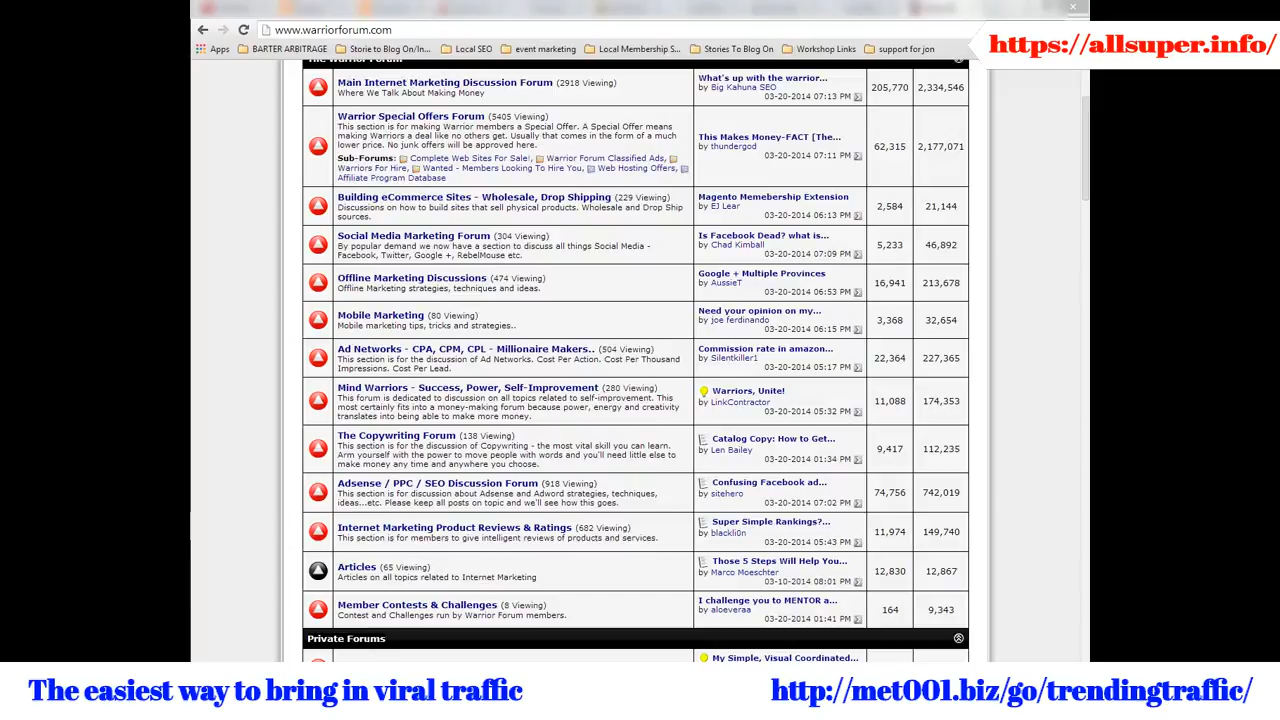 www.warriorforum.com
Apps BARTER ARBITRAGE Storie to Blog On/In... Local SEO event marketing Local Membership S... Stories To Blog On Workshop Links support for jon
https://allsuper.info/
The Warrior Forum
Main Internet Marketing Discussion Forum (2918 Viewing)
Where We Talk About Making Money
What's up with the warrior...
by Big Kahuna SEO
03-20-2014 07:13 PM
205,770 2,334,546
Warrior Special Offers Forum (5405 Viewing)
This section is for making Warrior members a Special Offer. A Special Offer means
making Warriors a deal like no others get. Usually that comes in the form of a much
lower price. No junk offers will be approved here.
Sub-Forums: Complete Web Sites For Sale!, Warrior Forum Classified Ads,
Warriors For Hire, Wanted - Members Looking To Hire You, Web Hosting Offers,
Affiliate Program Database
This Makes Money-FACT [The...
by thundergod
03-20-2014 07:11 PM
62,315 2,177,071
Building eCommerce Sites - Wholesale, Drop Shipping (229 Viewing)
Discussions on how to build sites that sell physical products. Wholesale and Drop Ship
sources.
Magento Memebership Extension
by EJ Lear
03-20-2014 06:13 PM
2,584 21,144
Social Media Marketing Forum (304 Viewing)
By popular demand we now have a section to discuss all things Social Media -
Facebook, Twitter, Google +, RebelMouse etc.
Is Facebook Dead? what is...
by Chad Kimball
03-20-2014 07:09 PM
5,233 46,892
Offline Marketing Discussions (474 Viewing)
Offline Marketing strategies, techniques and ideas.
Google + Multiple Provinces
by AussieT
03-20-2014 06:53 PM
16,941 213,678
Mobile Marketing (80 Viewing)
Mobile marketing tips, tricks and strategies..
Need your opinion on my...
by joe ferdinando
03-20-2014 06:15 PM
3,368 32,654
Ad Networks - CPA, CPM, CPL - Millionaire Makers.. (504 Viewing)
This section is for the discussion of Ad Networks. Cost Per Action. Cost Per Thousand
Impressions. Cost Per Lead.
Commission rate in amazon...
by Silentkiller1
03-20-2014 05:17 PM
22,364 227,365
Mind Warriors - Success, Power, Self-Improvement (280 Viewing)
This forum is dedicated to discussion on all topics related to self-improvement. This
most certainly fits into a money-making forum because power, energy and creativity
translates into being able to make more money.
Warriors, Unite!
by LinkContractor
03-20-2014 05:32 PM
11,088 174,353
The Copywriting Forum (138 Viewing)
This section is for the discussion of Copywriting - the most vital skill you can learn.
Arm yourself with the power to move people with words and you'll need little else to
make money any time and anywhere you choose.
Catalog Copy: How to Get...
by Len Bailey
03-20-2014 01:34 PM
9,417 112,235
Adsense / PPC / SEO Discussion Forum (918 Viewing)
This section is for discussion about Adsense and Adword strategies, techniques,
ideas...etc. Please keep all posts on topic and we'll see how this goes.
Confusing Facebook ad...
by sitehero
03-20-2014 07:02 PM
74,756 742,019
Internet Marketing Product Reviews & Ratings (682 Viewing)
This section is for members to give intelligent reviews of products and services.
Super Simple Rankings?...
by blackli0n
03-20-2014 05:43 PM
11,974 149,740
Articles (65 Viewing)
Articles on all topics related to Internet Marketing
Those 5 Steps Will Help You...
by Marco Moeschter
03-10-2014 08:01 PM
12,830 12,867
Member Contests & Challenges (8 Viewing)
Contest and Challenges run by Warrior Forum members.
I challenge you to MENTOR a...
by aloeveraa
03-20-2014 01:41 PM
164 9,343
Private Forums
My Simple, Visual Coordinated...
The easiest way to bring in viral traffic
http://met001.biz/go/trendingtraffic/